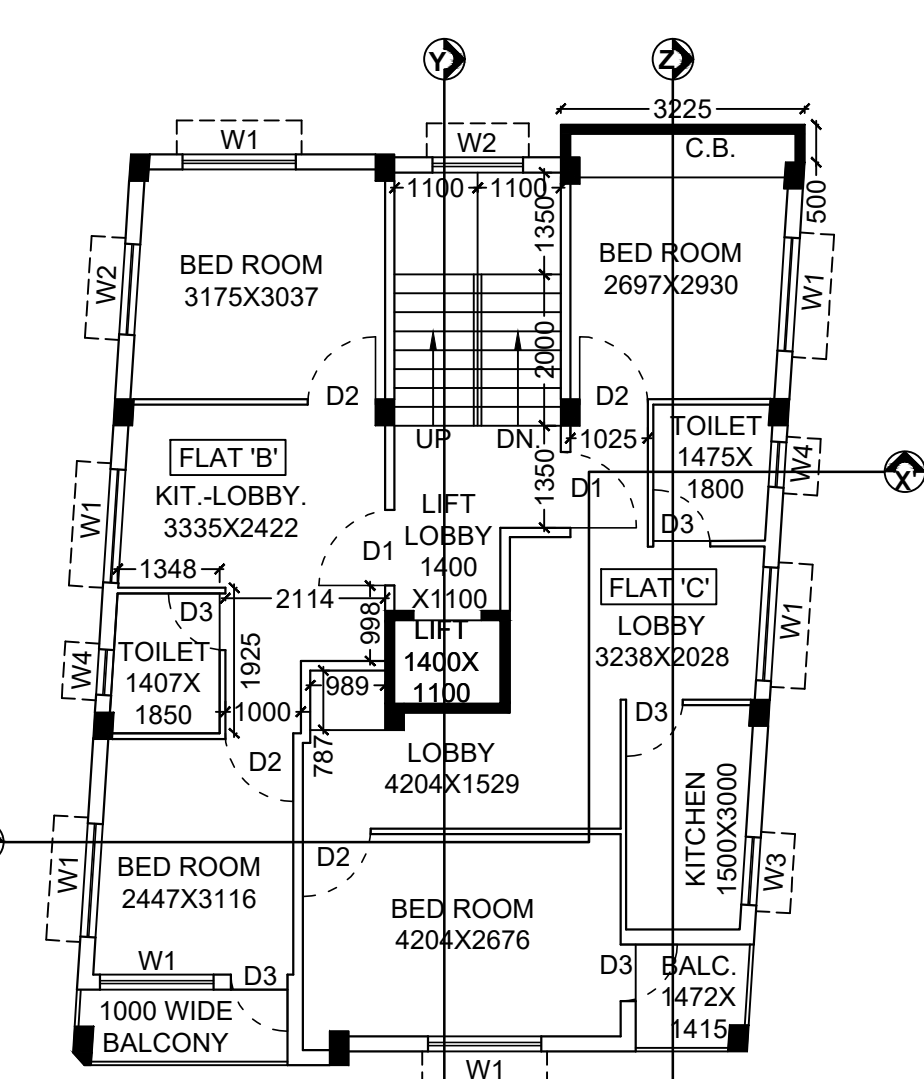 Y
Z
3225
W1
W2
C.B.
1100
1100
1350
500
BED ROOM
3175X3037
BED ROOM
2697X2930
W2
W1
2000
D2
D2
UP
DN.
1025
TOILET
1475X
1800
W4
X'
FLAT 'B'
KIT.-LOBBY.
3335X2422
W1
1350
D1
LIFT
LOBBY
1400
X1100
D3
D1
1348
2114
998
FLAT 'C'
LOBBY
3238X2028
W1
D3
TOILET
1407X
1850
W4
1925
LIFT
1400X
1100
989
1000
787
D3
D2
LOBBY
4204X1529
KITCHEN
1500X3000
W3
D2
W1
BED ROOM
2447X3116
BED ROOM
4204X2676
W1
D3
D3
BALC.
1472X
1415
1000 WIDE
BALCONY
W1